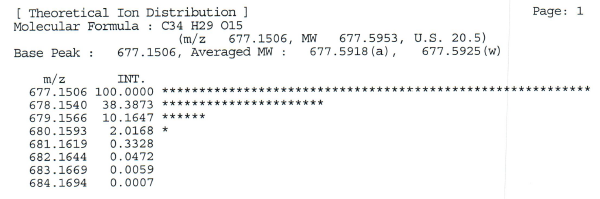 [ Theoretical Ion Distribution ] Page: 1
Molecular Formula : C34 H29 O15
(m/z 677.1506, MW 677.5953, U.S. 20.5)
Base Peak : 677.1506, Averaged MW : 677.5918(a), 677.5925(w)
m/z INT.
677.1506 100.0000 *************************************************************
678.1540 38.3873 ***********************
679.1566 10.1647 ******
680.1593 2.0168 *
681.1619 0.3328
682.1644 0.0472
683.1669 0.0059
684.1694 0.0007